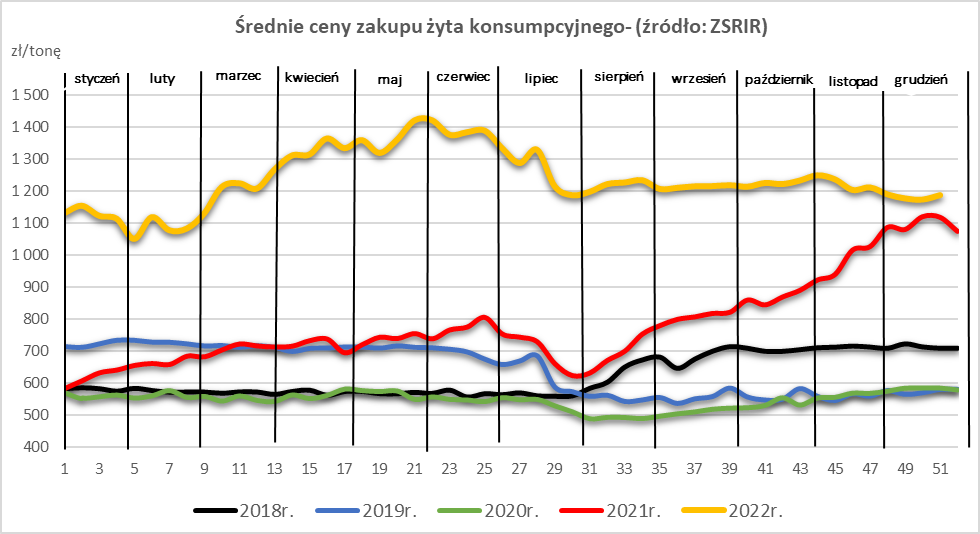 Średnie ceny zakupu żyta konsumpcyjnego- (źródło: ZSRIR)
zł/tonę
styczeń luty marzec kwiecień maj czerwiec lipiec sierpień wrzesień październik listopad grudzień
1 500
1 400
1 300
1 200
1 100
1 000
900
800
700
600
500
400
1 3 5 7 9 11 13 15 17 19 21 23 25 27 29 31 33 35 37 39 41 43 45 47 49 51
2018r. 2019r. 2020r. 2021r. 2022r.